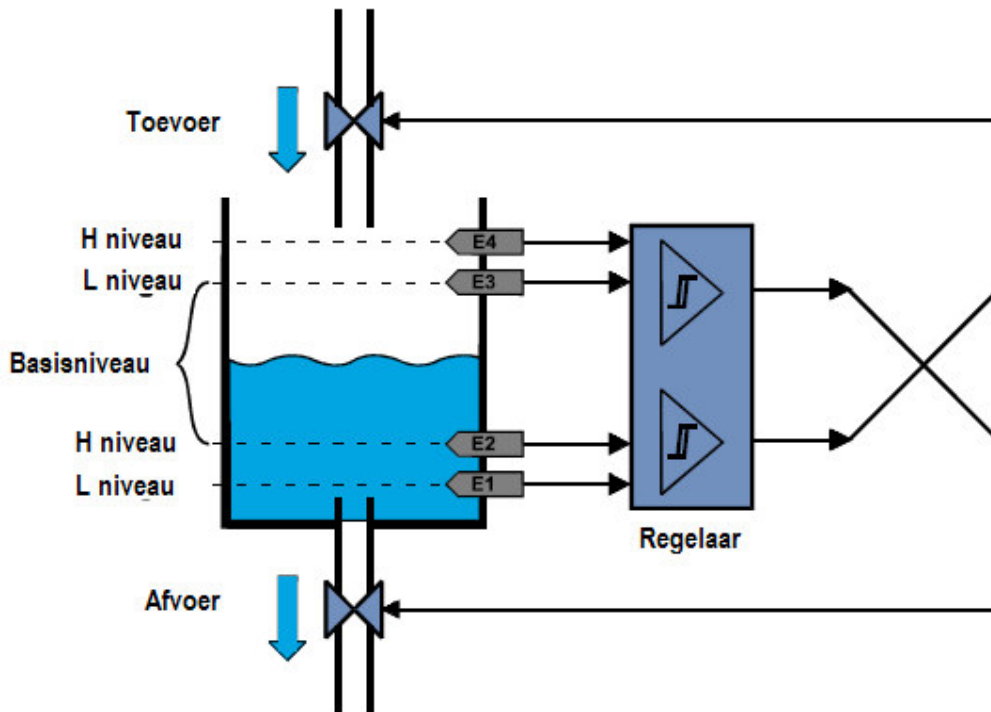 Toevoer
H niveau
E4
L niveau
E3
Basisniveau
H niveau
E2
L niveau
E1
Regelaar
Afvoer